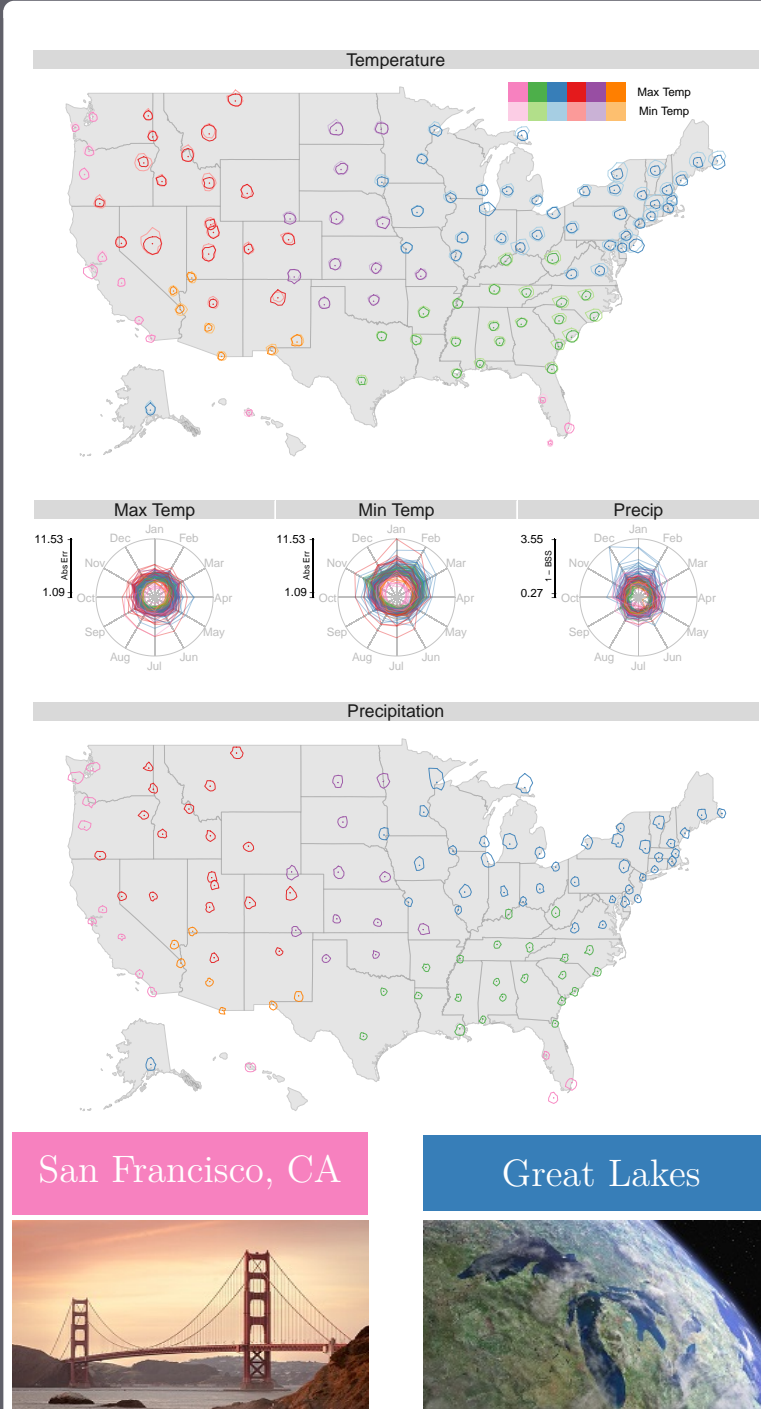 Temperature
Max Temp
Min Temp
Max Temp Min Temp Precip
11.53
1.09
Abs Err
Jan
Feb
Mar
Apr
May
Jun
Jul
Aug
Sep
Oct
Nov
Dec
11.53
1.09
Abs Err
Jan
Feb
Mar
Apr
May
Jun
Jul
Aug
Sep
Oct
Nov
Dec
3.55
0.27
1 − BSS
Jan
Feb
Mar
Apr
May
Jun
Jul
Aug
Sep
Oct
Nov
Dec
Precipitation
San Francisco, CA
Great Lakes